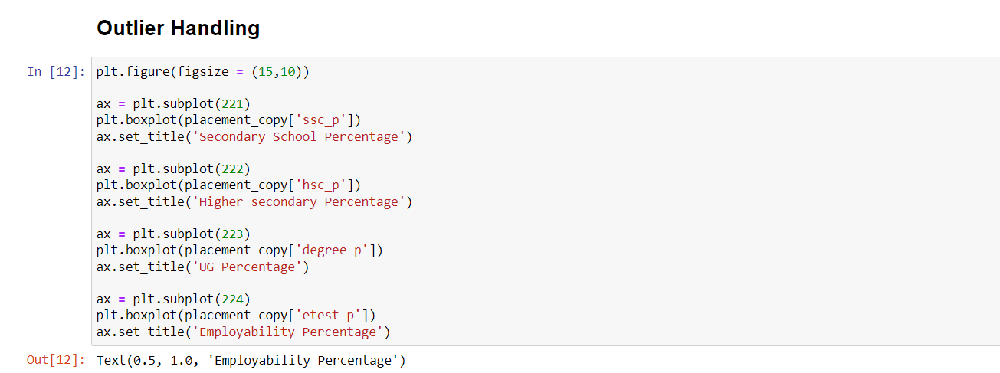 Outlier Handling
In [12]: plt.figure(figsize = (15,10))
ax = plt.subplot(221)
plt.boxplot(placement_copy['ssc_p'])
ax.set_title('Secondary School Percentage')
ax = plt.subplot(222)
plt.boxplot(placement_copy['hsc_p'])
ax.set_title('Higher secondary Percentage')
ax = plt.subplot(223)
plt.boxplot(placement_copy['degree_p'])
ax.set_title('UG Percentage')
ax = plt.subplot(224)
plt.boxplot(placement_copy['etest_p'])
ax.set_title('Employability Percentage')
Out[12]: Text(0.5, 1.0, 'Employability Percentage')